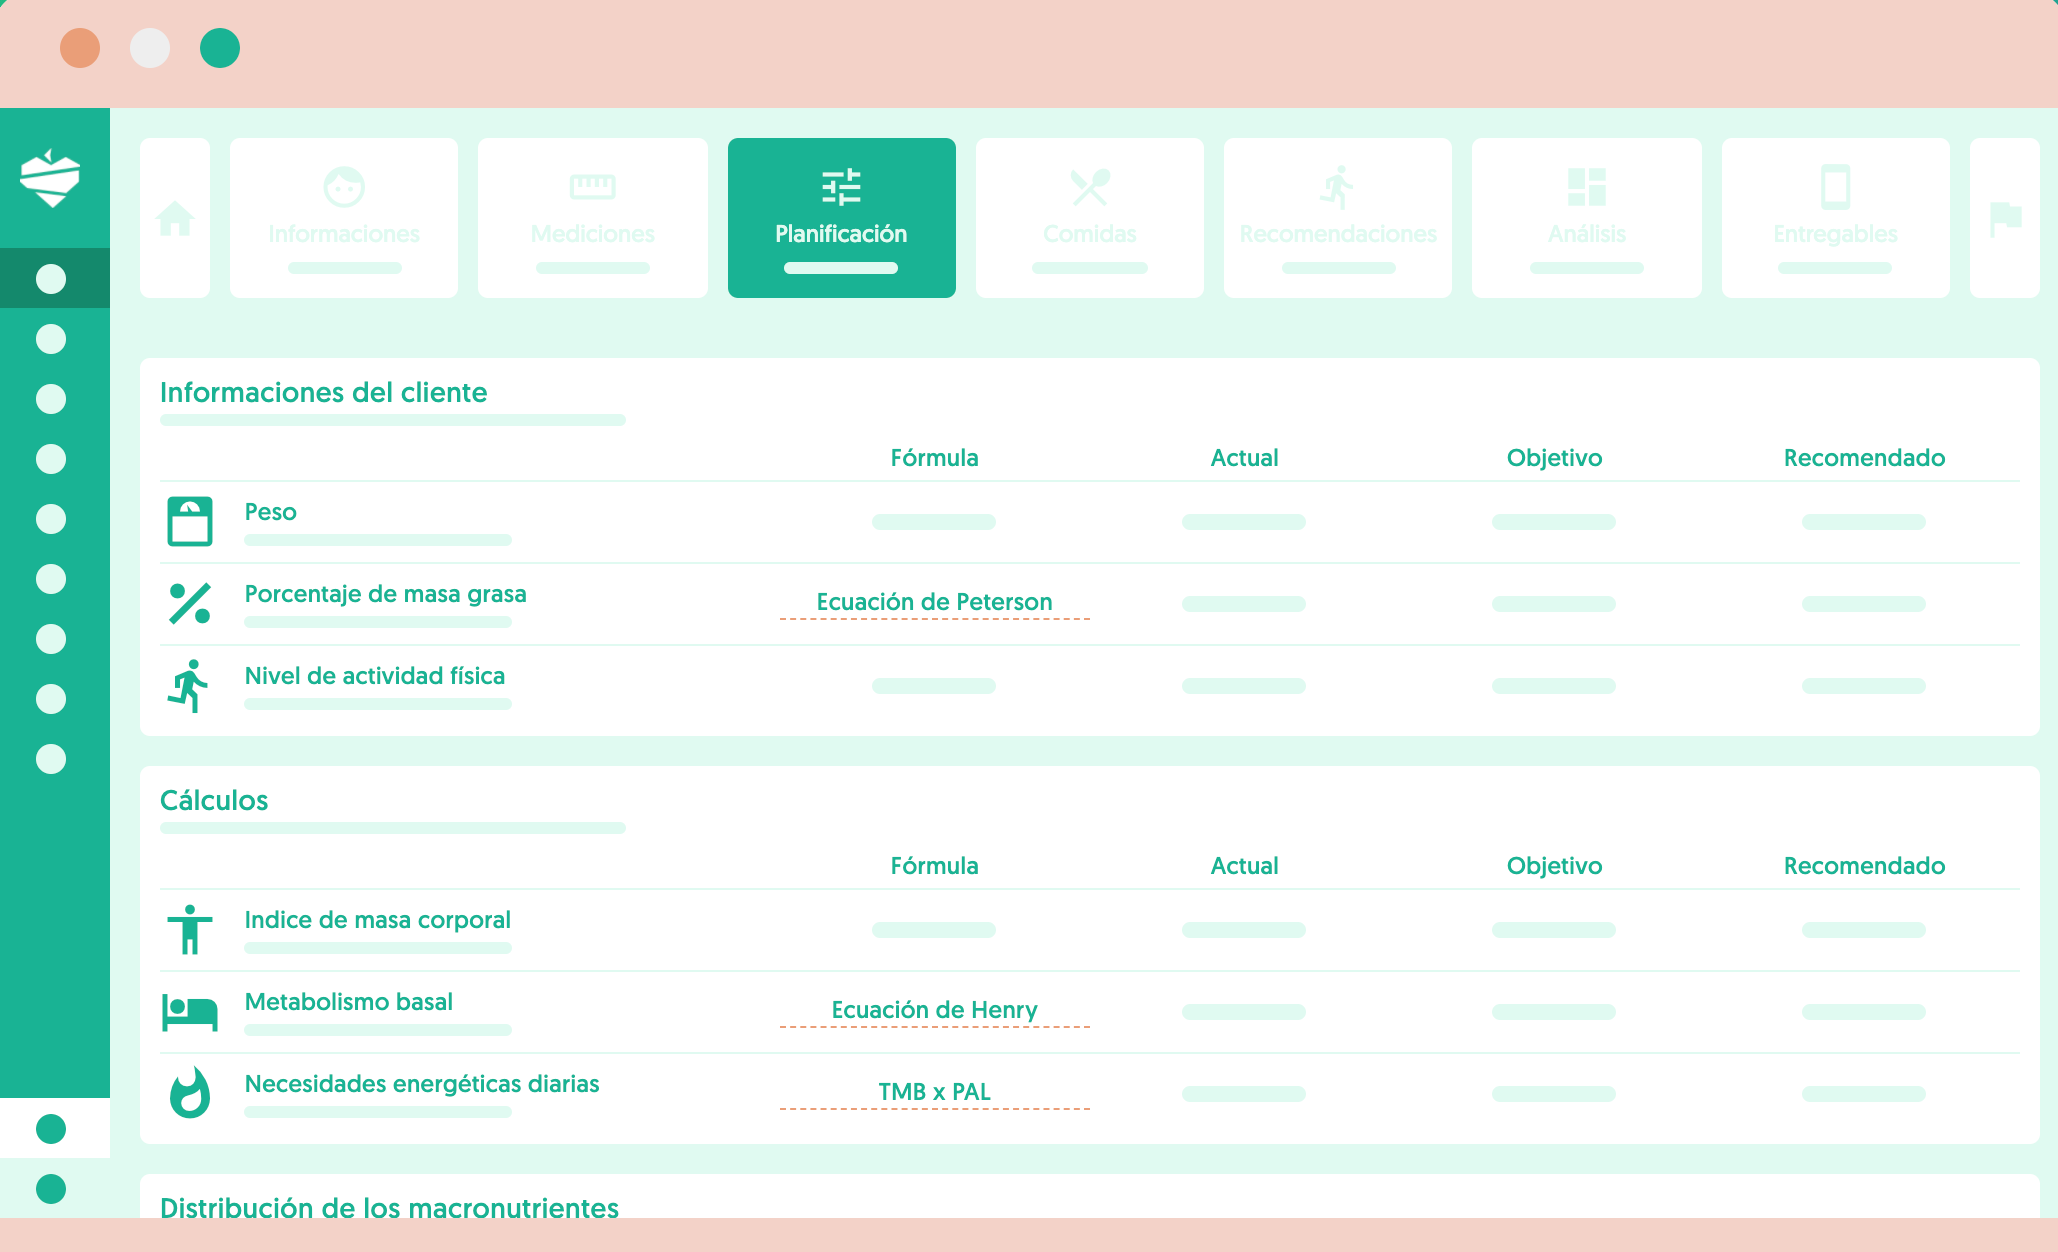 Informaciones
Mediciones
Planificación
Comidas
Recomendaciones
Análisis
Entregables
Informaciones del cliente
Fórmula Actual Objetivo Recomendado
Peso
Porcentaje de masa grasa Ecuación de Peterson
Nivel de actividad física
Cálculos
Fórmula Actual Objetivo Recomendado
Indice de masa corporal
Metabolismo basal Ecuación de Henry
Necesidades energéticas diarias TMB x PAL
Distribución de los macronutrientes